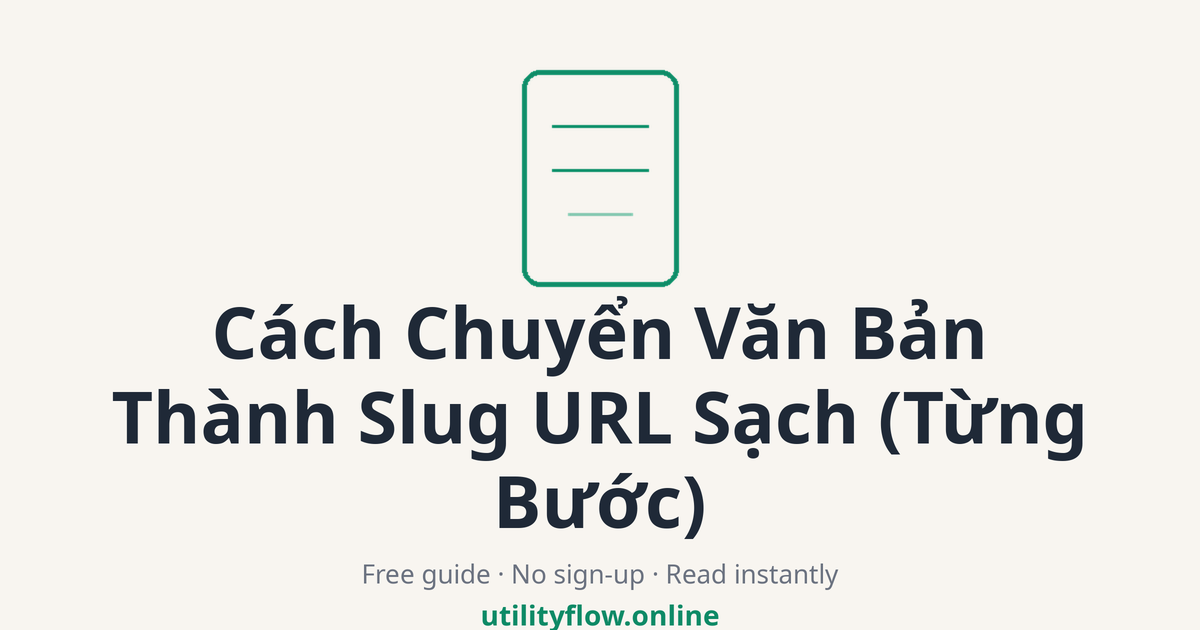 Cách Chuyển Văn Bản
Thành Slug URL Sạch (Từng
Bước)
Free guide · No sign-up · Read instantly
utilityflow.online